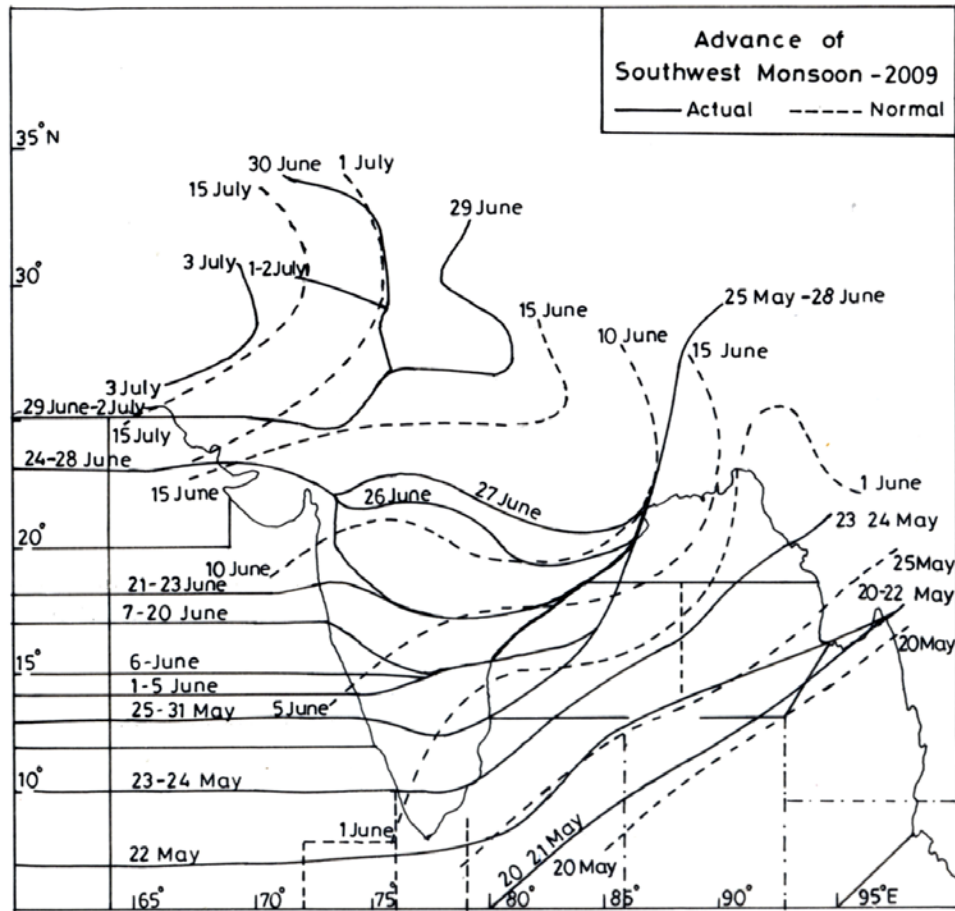 Advance of
Southwest Monsoon - 2009
Actual Normal
35°N
30 June
1 July
15 July
29 June
3 July
1-2 July
30°
25 May - 28 June
15 June
10 June
15 June
3 July
29 June-2 July
15 July
24-28 June
1 June
15 June
26 June
27 June
23 24 May
20°
10 June
25 May
21-23 June
20-22 May
7-20 June
20 May
15°
6-June
1-5 June
5 June
25-31 May
10°
23-24 May
1 June
22 May
20 21 May
20 May
65°
70°
75°
80°
85°
90°
95°E